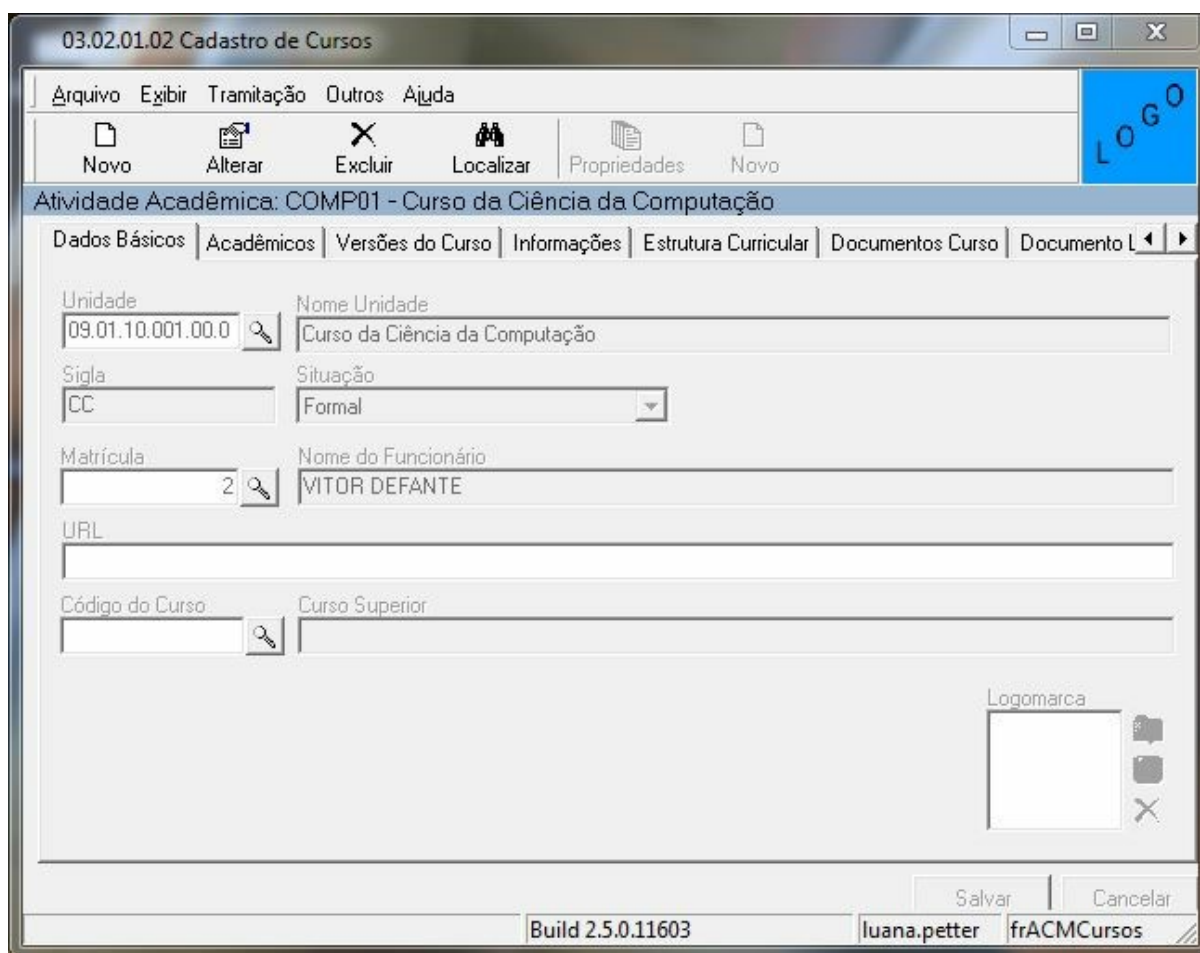 03.02.01.02 Cadastro de Cursos
Arquivo Exibir Tramitação Outros Ajuda
Novo Alterar Excluir Localizar Propriedades Novo
LOGO
Atividade Acadêmica: COMP01 - Curso da Ciência da Computação
Dados Básicos Acadêmicos Versões do Curso Informações Estrutura Curricular Documentos Curso Documento L
Unidade Nome Unidade
09.01.10.001.00.0 Curso da Ciência da Computação
Sigla Situação
CC Formal
Matrícula Nome do Funcionário
2 VITOR DEFANTE
URL
Código do Curso Curso Superior
Logomarca
Salvar Cancelar
Build 2.5.0.11603 luana.petter frACMCursos